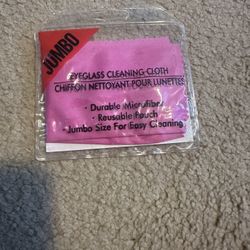 JUMBO
EYEGLASS CLEANING CLOTH
CHIFFON NETTOYANT POUR LUNETTES
• Durable Microfiber
• Reusable Pouch
• Jumbo Size For Easy Cleaning